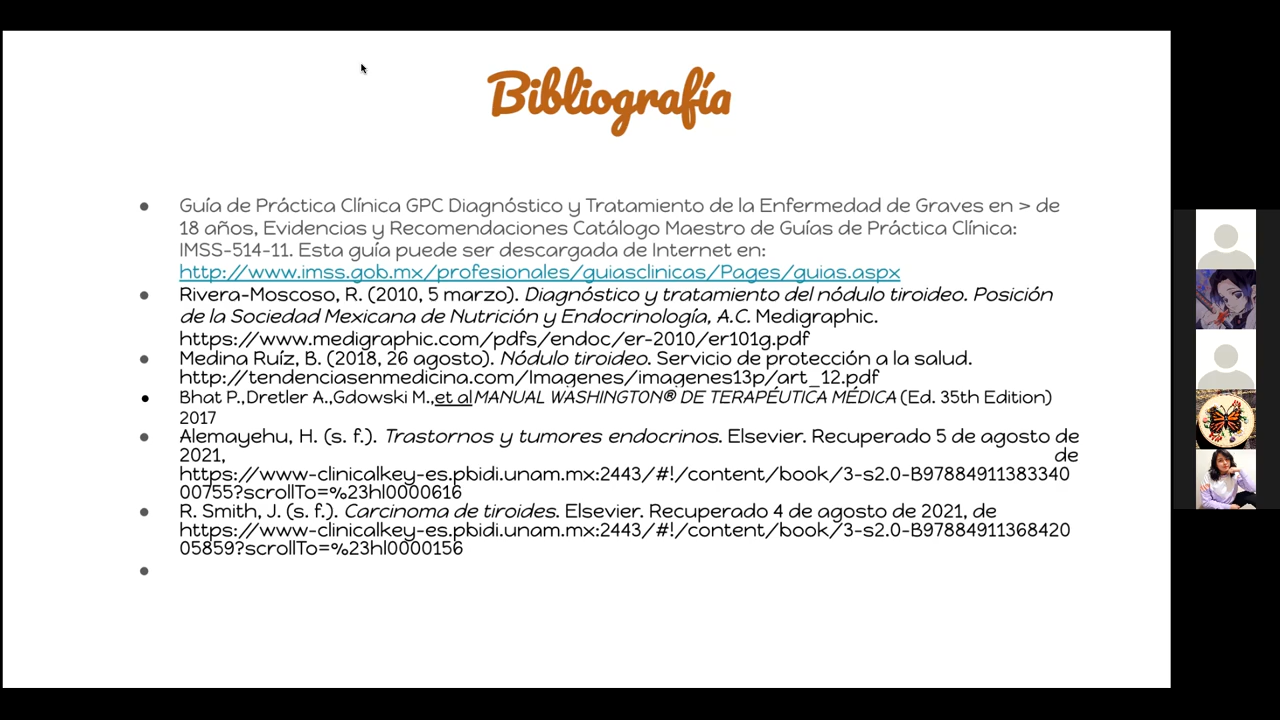 Bibliografía
Guía de Práctica Clínica GPC Diagnóstico y Tratamiento de la Enfermedad de Graves en > de
18 años, Evidencias y Recomendaciones Catálogo Maestro de Guías de Práctica Clínica:
IMSS-514-11. Esta guía puede ser descargada de Internet en:
http://www.imss.gob.mx/profesionales/guiasclinicas/Pages/guias.aspx
Rivera-Moscoso, R. (2010, 5 marzo). Diagnóstico y tratamiento del nódulo tiroideo. Posición
de la Sociedad Mexicana de Nutrición y Endocrinología, A.C. Medigraphic.
https://www.medigraphic.com/pdfs/endoc/er-2010/er101g.pdf
Medina Ruíz, B. (2018, 26 agosto). Nódulo tiroideo. Servicio de protección a la salud.
http://tendenciasenmedicina.com/Imagenes/imagenes13p/art_12.pdf
Bhat P.,Dretler A.,Gdowski M.,et al MANUAL WASHINGTON® DE TERAPÉUTICA MÉDICA (Ed. 35th Edition)
2017
Alemayehu, H. (s. f.). Trastornos y tumores endocrinos. Elsevier. Recuperado 5 de agosto de
2021, de
https://www-clinicalkey-es.pbidi.unam.mx:2443/#!/content/book/3-s2.0-B97884911383340
00755?scrollTo=%23hl0000616
R. Smith, J. (s. f.). Carcinoma de tiroides. Elsevier. Recuperado 4 de agosto de 2021, de
https://www-clinicalkey-es.pbidi.unam.mx:2443/#!/content/book/3-s2.0-B97884911368420
05859?scrollTo=%23hl0000156